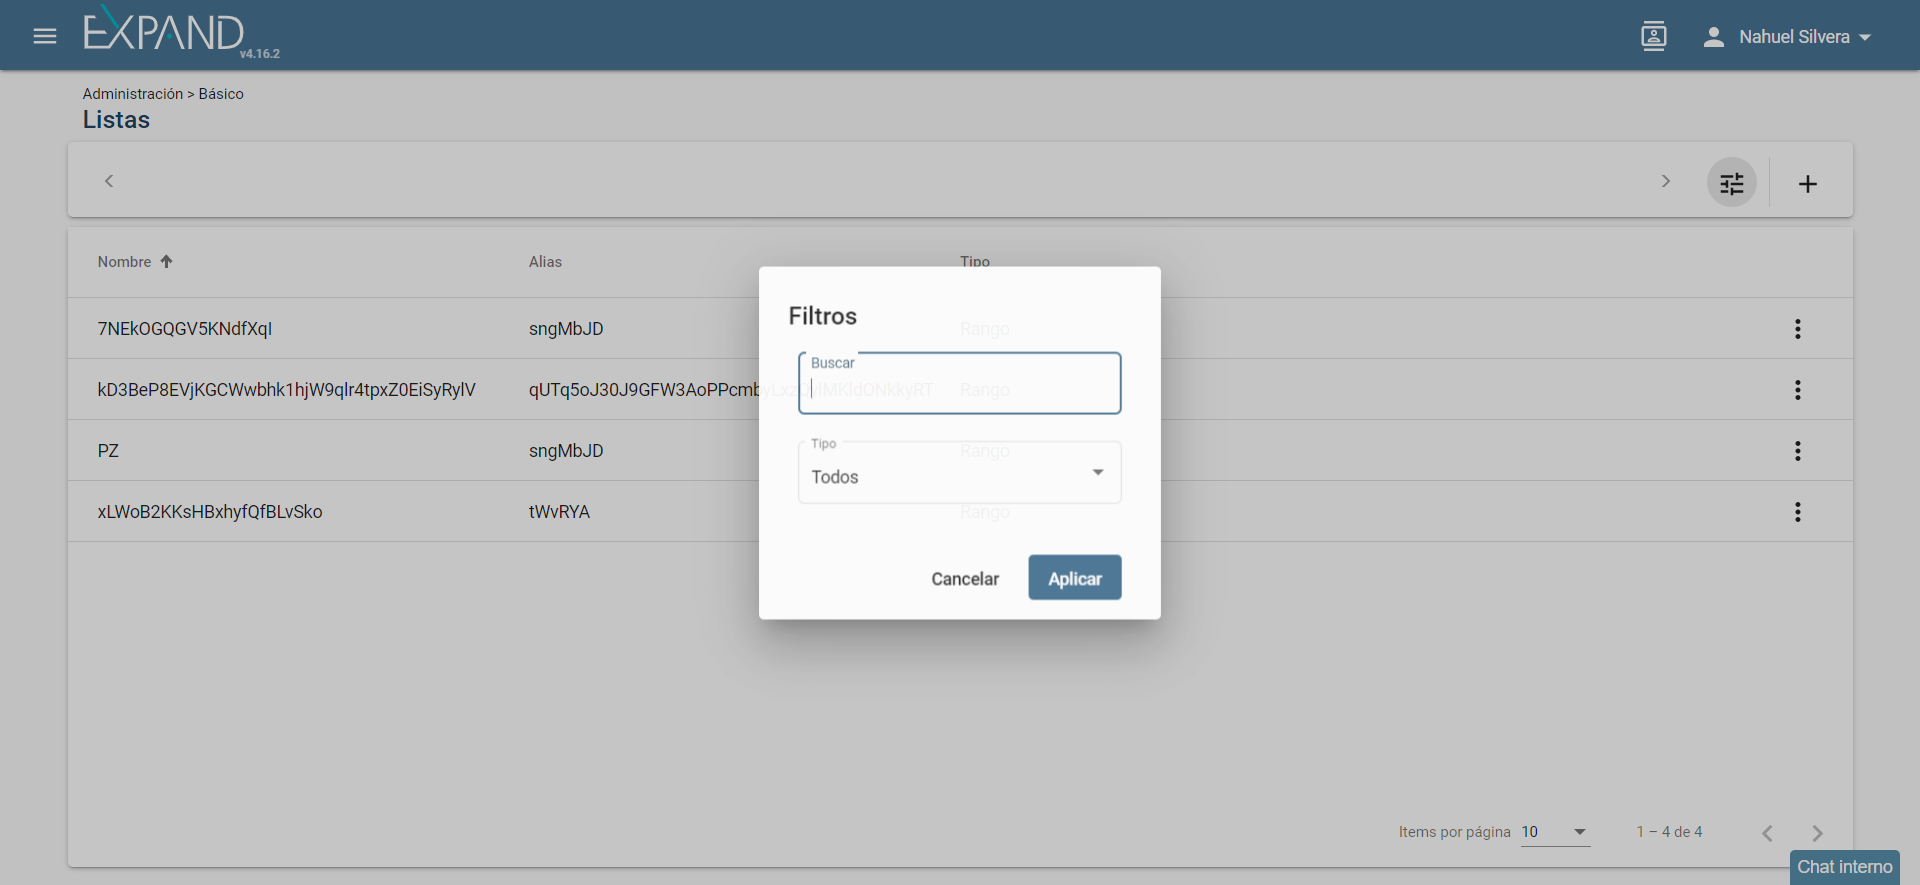 EXPAND
v4.16.2
Nahuel Silvera
Administración > Básico
Listas
Nombre Alias Tipo
7NEkOGQGV5KNdfXqI sngMbJD Rango
kD3BeP8EVjKGCWwbhk1hjW9qlr4tpxZ0EiSyRylV Rango
PZ sngMbJD Rango
xLWoB2KKsHBxhyfQfBLvSko tWvRYA Rango
Filtros
Buscar
Tipo
Todos
Cancelar Aplicar
Items por página 10 1 – 4 de 4
Chat interno